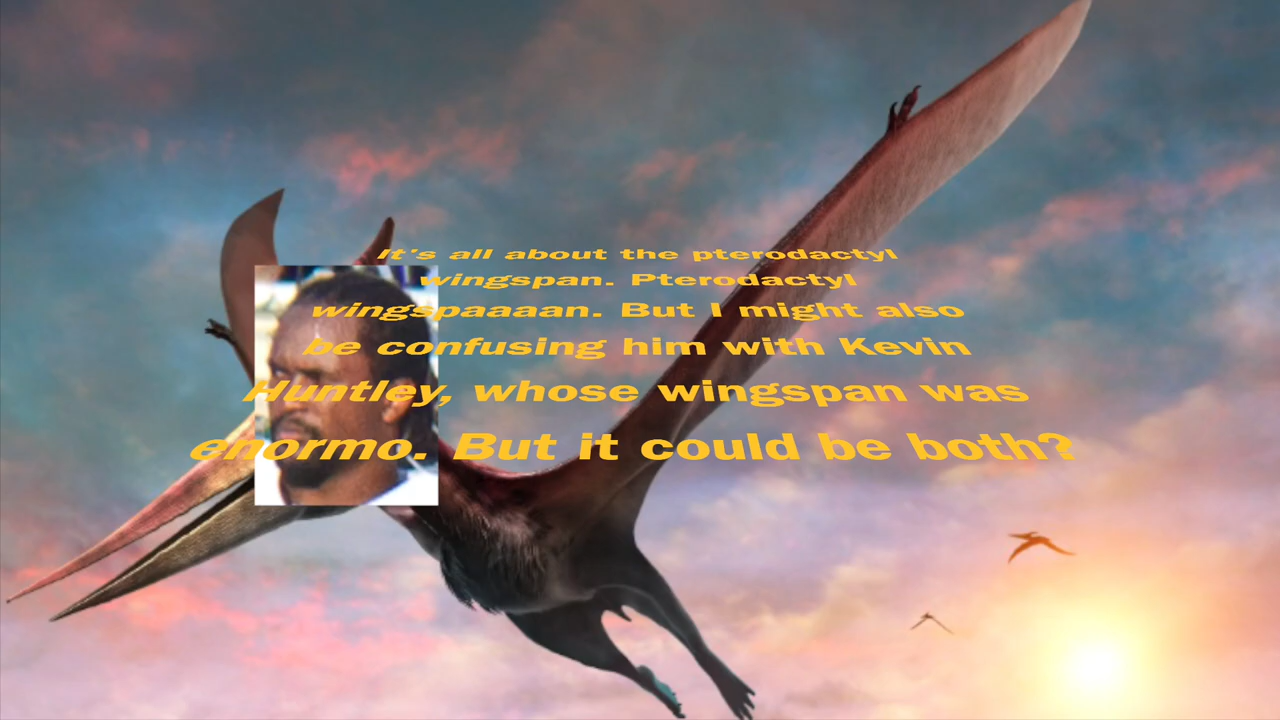 It's all about the pterodactyl
wingspan. Pterodactyl
wingspaaaan. But I might also
be confusing him with Kevin
Huntley, whose wingspan was
enormo. But it could be both?